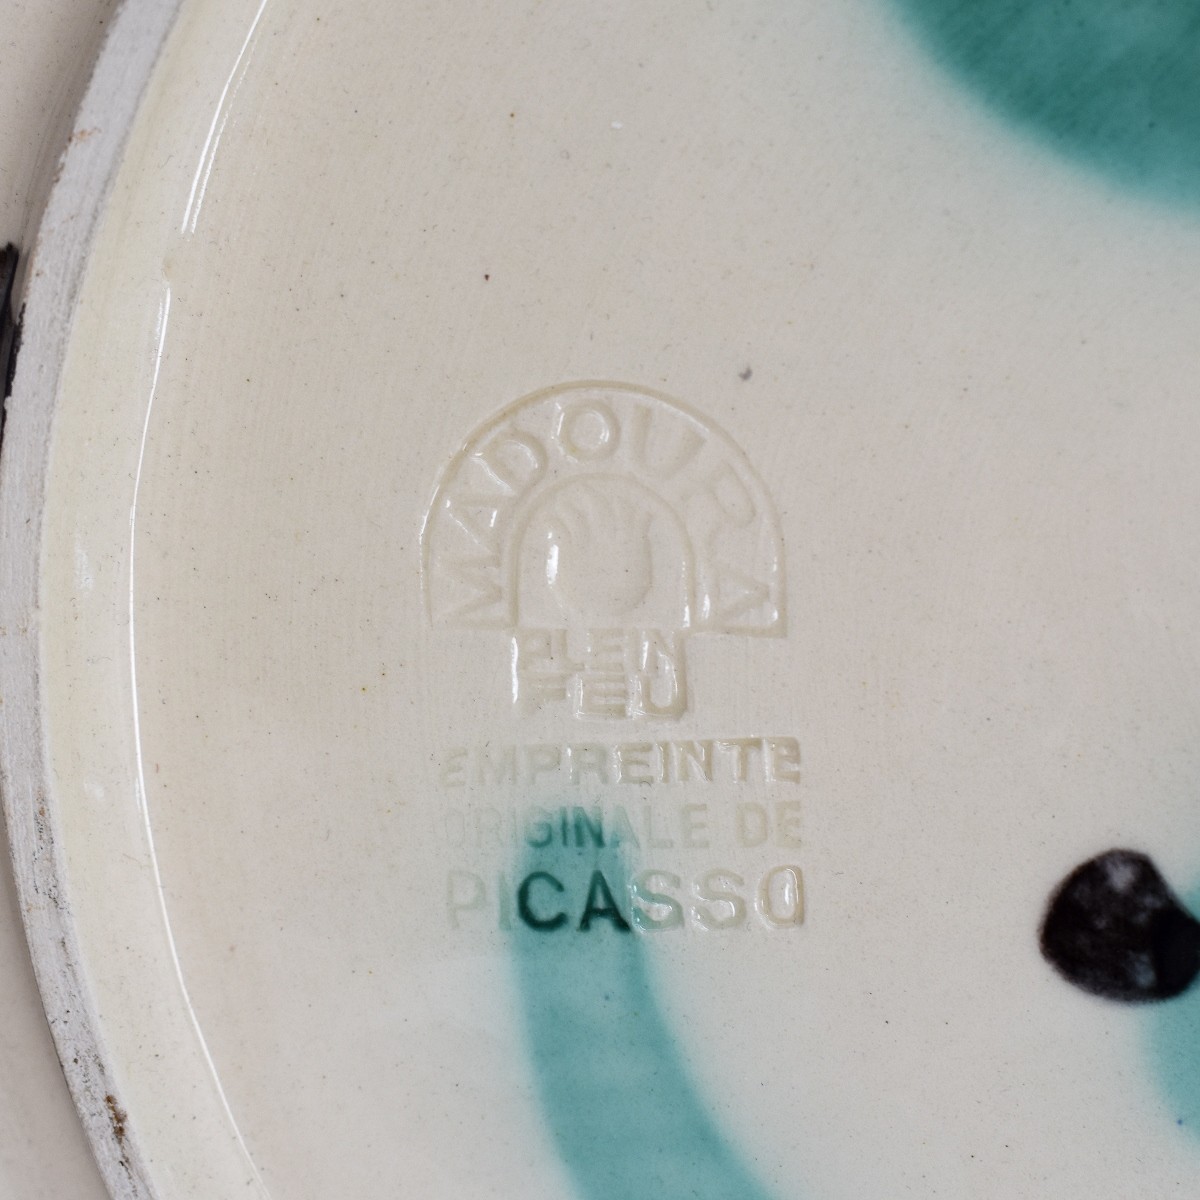 MADOURA
PLEIN
FEU
EMPREINTE
ORIGINALE DE
PICASSO